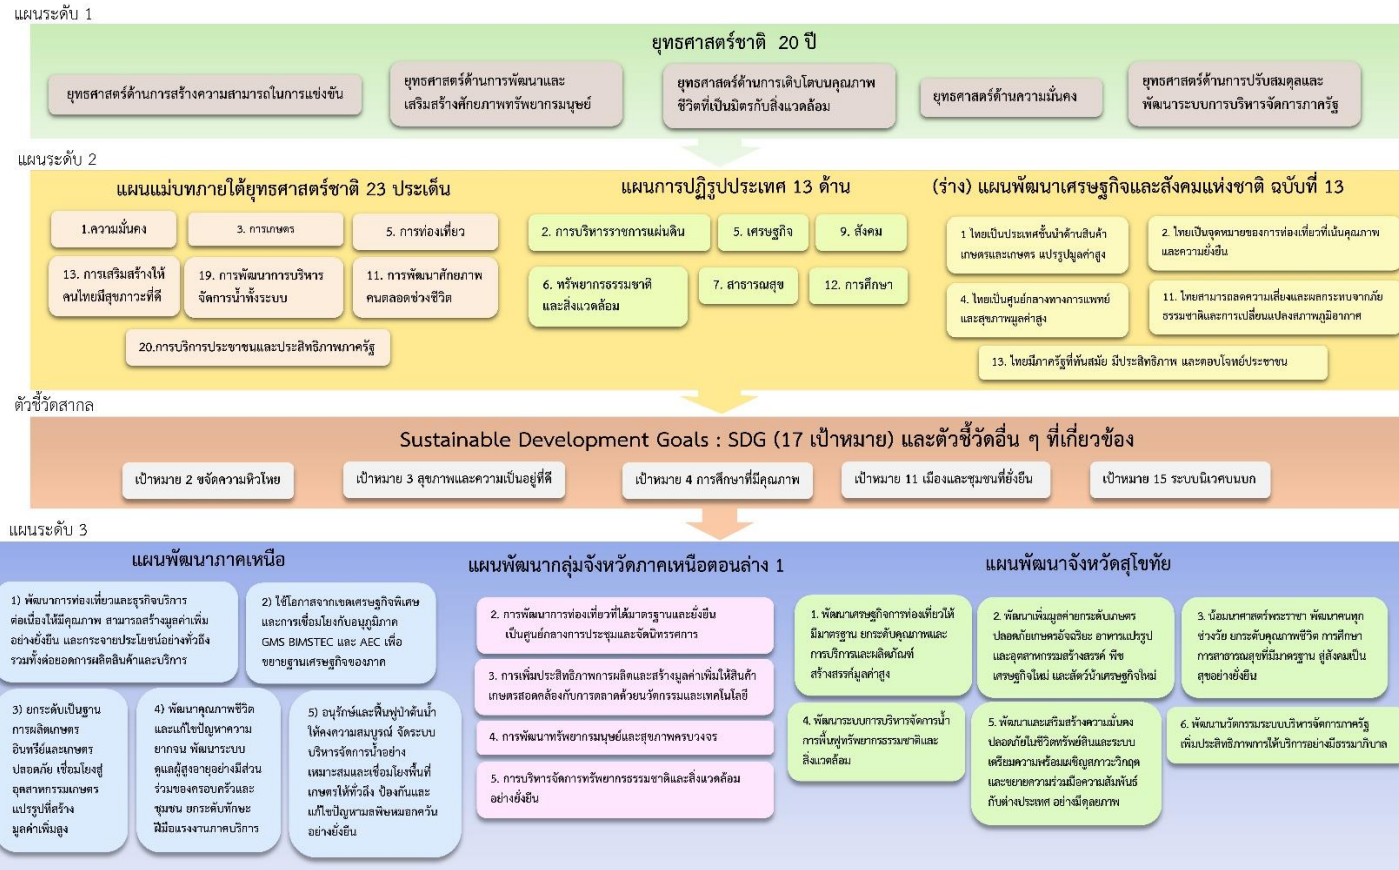 แผนระดับ 1
ยุทธศาสตร์ชาติ 20 ปี
ยุทธศาสตร์ด้านการสร้างความสามารถในการแข่งขัน
ยุทธศาสตร์ด้านการพัฒนาและ
เสริมสร้างศักยภาพทรัพยากรมนุษย์
ยุทธศาสตร์ด้านการเติบโตบนคุณภาพ
ชีวิตที่เป็นมิตรกับสิ่งแวดล้อม
ยุทธศาสตร์ด้านความมั่นคง
ยุทธศาสตร์ด้านการปรับสมดุลและ
พัฒนาระบบการบริหารจัดการภาครัฐ
แผนระดับ 2
แผนแม่บทภายใต้ยุทธศาสตร์ชาติ 23 ประเด็น
1.ความมั่นคง
3. การเกษตร
5. การท่องเที่ยว
13. การเสริมสร้างให้
คนไทยมีสุขภาวะที่ดี
19. การพัฒนาการบริหาร
จัดการน้ำทั้งระบบ
11. การพัฒนาศักยภาพ
คนตลอดช่วงชีวิต
20.การบริการประชาชนและประสิทธิภาพภาครัฐ
แผนการปฏิรูปประเทศ 13 ด้าน
2. การบริหารราชการแผ่นดิน
5. เศรษฐกิจ
9. สังคม
6. ทรัพยากรธรรมชาติ
และสิ่งแวดล้อม
7. สาธารณสุข
12. การศึกษา
(ร่าง) แผนพัฒนาเศรษฐกิจและสังคมแห่งชาติ ฉบับที่ 13
1 ไทยเป็นประเทศชั้นนำด้านสินค้า
เกษตรและเกษตร แปรรูปมูลค่าสูง
2. ไทยเป็นจุดหมายของการท่องเที่ยวที่เน้นคุณภาพ
และความยั่งยืน
4. ไทยเป็นศูนย์กลางทางการแพทย์
และสุขภาพมูลค่าสูง
11. ไทยสามารถลดความเสี่ยงและผลกระทบจากภัย
ธรรมชาติและการเปลี่ยนแปลงสภาพภูมิอากาศ
13. ไทยมีภาครัฐที่ทันสมัย มีประสิทธิภาพ และตอบโจทย์ประชาชน
ตัวชี้วัดสากล
Sustainable Development Goals : SDG (17 เป้าหมาย) และตัวชี้วัดอื่น ๆ ที่เกี่ยวข้อง
เป้าหมาย 2 ขจัดความหิวโหย
เป้าหมาย 3 สุขภาพและความเป็นอยู่ที่ดี
เป้าหมาย 4 การศึกษาที่มีคุณภาพ
เป้าหมาย 11 เมืองและชุมชนที่ยั่งยืน
เป้าหมาย 15 ระบบนิเวศบนบก
แผนระดับ 3
แผนพัฒนาภาคเหนือ
1) พัฒนาการท่องเที่ยวและธุรกิจบริการ
ต่อเนื่องให้มีคุณภาพ สามารถสร้างมูลค่าเพิ่ม
อย่างยั่งยืน และกระจายประโยชน์อย่างทั่วถึง
รวมทั้งต่อยอดการผลิตสินค้าและบริการ
2) ใช้โอกาสจากเขตเศรษฐกิจพิเศษ
และการเชื่อมโยงกับอนุภูมิภาค
GMS BIMSTEC และ AEC เพื่อ
ขยายฐานเศรษฐกิจของภาค
3) ยกระดับเป็นฐาน
การผลิตเกษตร
อินทรีย์และเกษตร
ปลอดภัย เชื่อมโยงสู่
อุตสาหกรรมเกษตร
แปรรูปที่สร้าง
มูลค่าเพิ่มสูง
4) พัฒนาคุณภาพชีวิต
และแก้ไขปัญหาความ
ยากจน พัฒนาระบบ
ดูแลผู้สูงอายุอย่างมีส่วน
ร่วมของครอบครัวและ
ชุมชน ยกระดับทักษะ
ฝีมือแรงงานภาคบริการ
5) อนุรักษ์และฟื้นฟูป่าต้นน้ำ
ให้คงความสมบูรณ์ จัดระบบ
บริหารจัดการน้ำอย่าง
เหมาะสมและเชื่อมโยงพื้นที่
เกษตรให้ทั่วถึง ป้องกันและ
แก้ไขปัญหามลพิษหมอกควัน
อย่างยั่งยืน
แผนพัฒนากลุ่มจังหวัดภาคเหนือตอนล่าง 1
2. การพัฒนาการท่องเที่ยวที่ได้มาตรฐานและยั่งยืน
เป็นศูนย์กลางการประชุมและจัดนิทรรศการ
3. การเพิ่มประสิทธิภาพการผลิตและสร้างมูลค่าเพิ่มให้สินค้า
เกษตรสอดคล้องกับการตลาดด้วยนวัตกรรมและเทคโนโลยี
4. การพัฒนาทรัพยากรมนุษย์และสุขภาพครบวงจร
5. การบริหารจัดการทรัพยากรธรรมชาติและสิ่งแวดล้อม
อย่างยั่งยืน
แผนพัฒนาจังหวัดสุโขทัย
1. พัฒนาเศรษฐกิจการท่องเที่ยวให้
มีมาตรฐาน ยกระดับคุณภาพและ
การบริการและผลิตภัณฑ์
สร้างสรรค์มูลค่าสูง
2. พัฒนาเพิ่มมูลค่ายกระดับเกษตร
ปลอดภัยเกษตรอัจฉริยะ อาหารแปรรูป
และอุตสาหกรรมสร้างสรรค์ พืช
เศรษฐกิจใหม่ และสัตว์น้ำเศรษฐกิจใหม่
3. น้อมนำศาสตร์พระราชา พัฒนาคนทุก
ช่วงวัย ยกระดับคุณภาพชีวิต การศึกษา
การสาธารณสุขที่มีมาตรฐาน สู่สังคมเป็น
สุขอย่างยั่งยืน
4. พัฒนาระบบการบริหารจัดการน้ำ
การฟื้นฟูทรัพยากรธรรมชาติและ
สิ่งแวดล้อม
5. พัฒนาและเสริมสร้างความมั่นคง
ปลอดภัยในชีวิตทรัพย์สินและระบบ
เตรียมความพร้อมเผชิญสภาวะวิกฤต
และขยายความร่วมมือความสัมพันธ์
กับต่างประเทศ อย่างมีดุลยภาพ
6. พัฒนานวัตกรรมระบบบริหารจัดการภาครัฐ
เพิ่มประสิทธิภาพการให้บริการอย่างมีธรรมาภิบาล